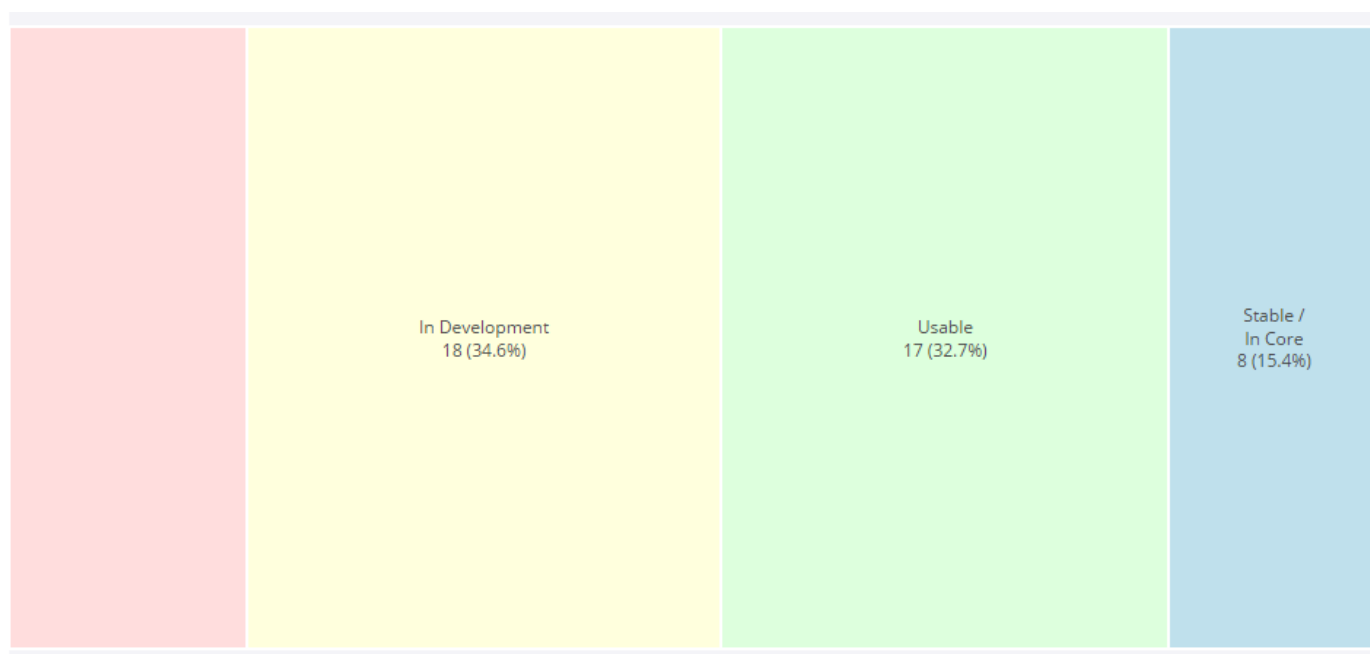 In Development
18 (34.6%)
Usable
17 (32.7%)
Stable /
In Core
8 (15.4%)